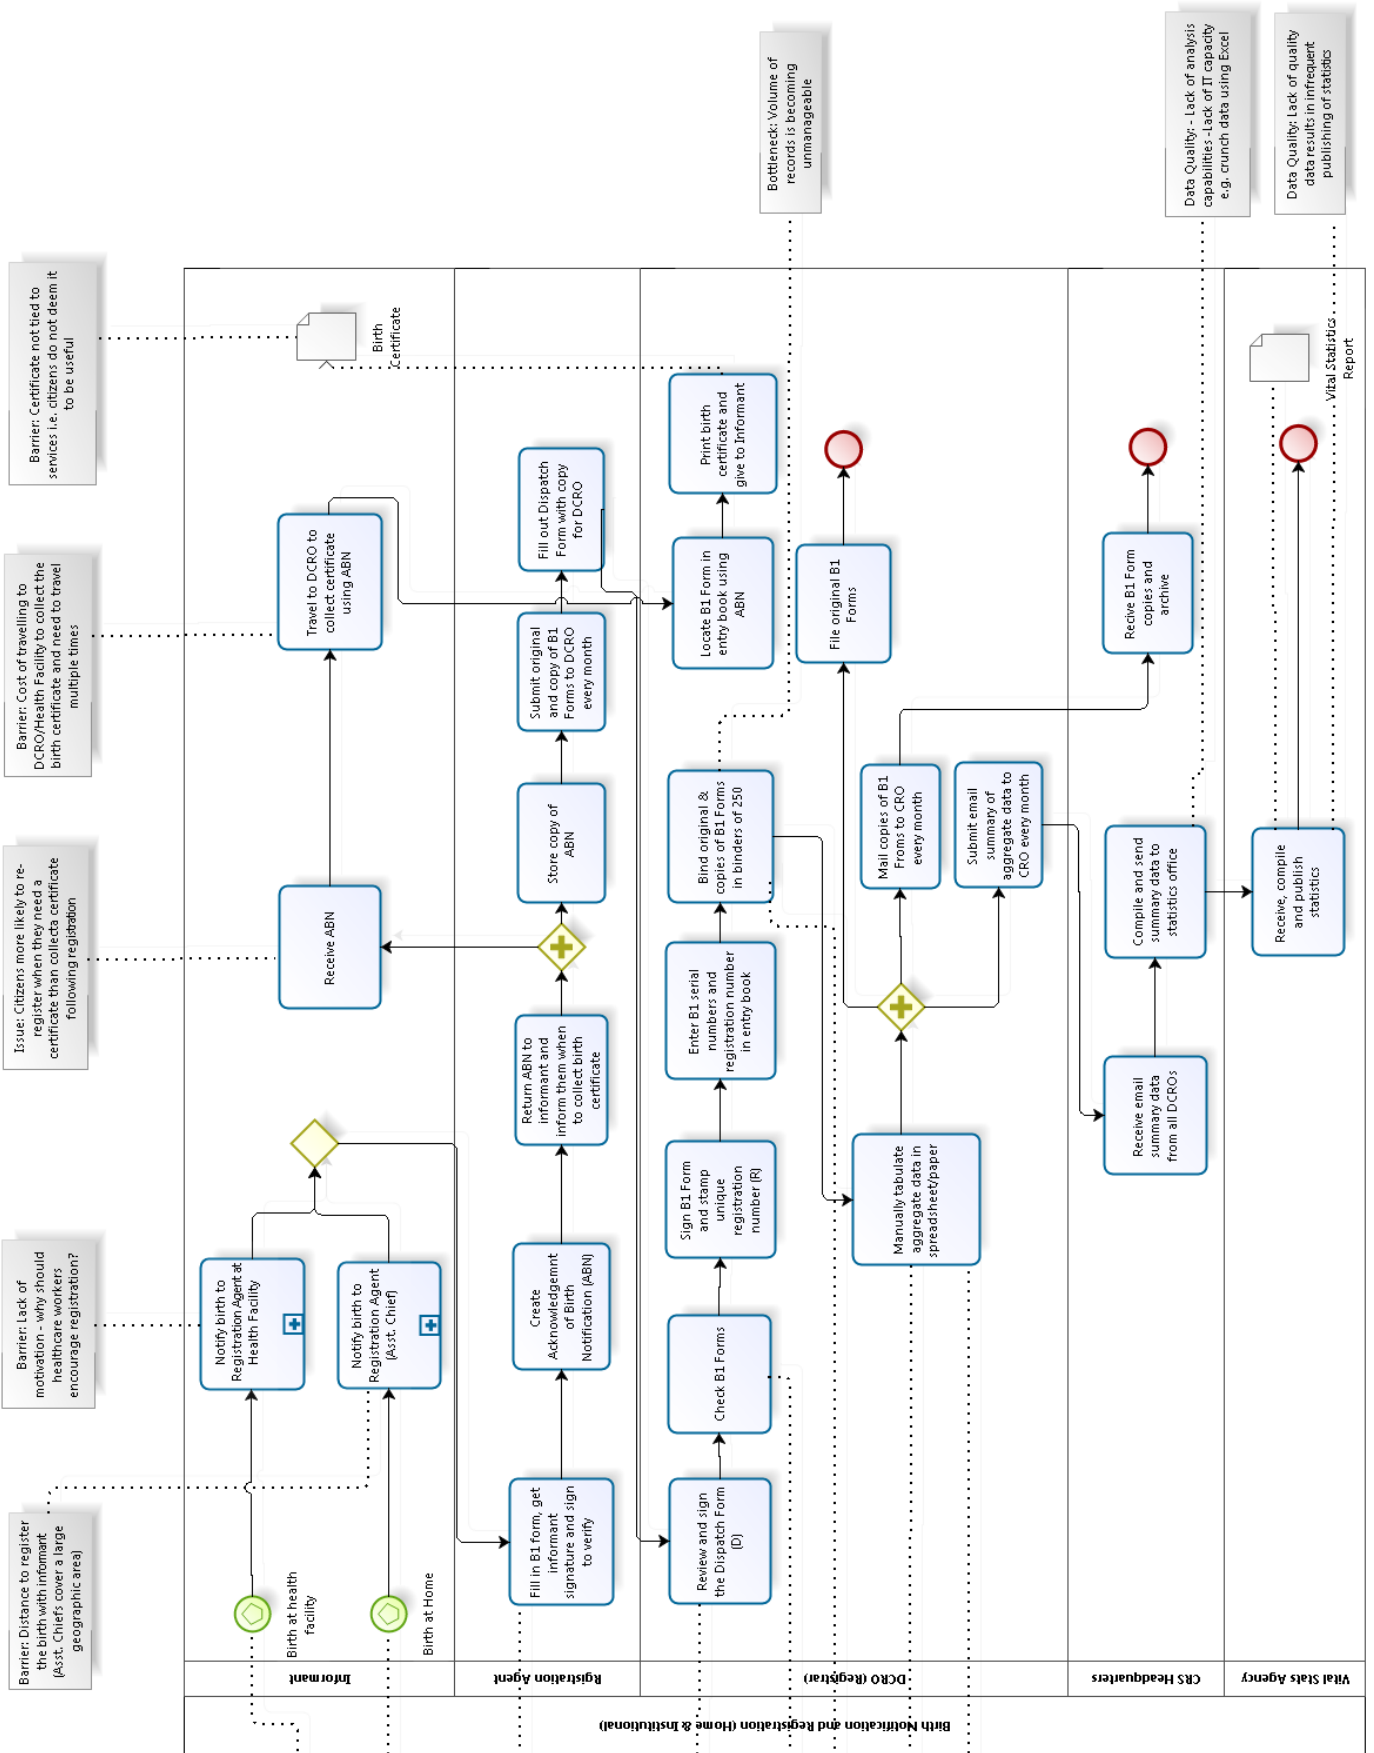 Barrier: Distance to register
the birth with informant
(Asst. Chiefs cover a large
geographic area)
Barrier: Lack of
motivation - why should
healthcare workers
encourage registration?
Issue: Citizens more likely to re-
register when they need a
certificate than collecta certificate
following registration
Barrier: Cost of travelling to
DCRO/Health Facility to collect the
birth certificate and need to travel
multiple times
Barrier: Certificate not tied to
services i.e. citizens do not deem it
to be useful
Birth Notification and Registration (Home & Institutional)
Informant
Birth at health
facility
Birth at Home
Notify birth to
Registration Agent at
Health Facility
Notify birth to
Registration Agent
(Asst. Chief)
Receive ABN
Travel to DCRO to
collect certificate
using ABN
Birth
Certificate
Rgistration Agent
Fill in B1 form, get
informant
signature and sign
to verify
Create
Acknowledgemnt
of Birth
Notification (ABN)
Return ABN to
informant and
inform them when
to collect birth
certificate
Store copy of
ABN
Submit original
and copy of B1
Forms to DCRO
every month
Fill out Dispatch
Form with copy
for DCRO
DCRO (Registrar)
Review and sign
the Dispatch Form
(D)
Check B1 Forms
Sign B1 Form
and stamp
unique
registration
number (R)
Enter B1 serial
numbers and
registration number
in entry book
Bind original &
copies of B1 Forms
in binders of 250
Locate B1 Form in
entry book using
ABN
Print birth
certificate and
give to Informant
Bottleneck: Volume of
records is becoming
unmanageable
Manually tabulate
aggregate data in
spreadsheet/paper
File original B1
Forms
Mail copies of B1
Froms to CRO
every month
Submit email
summary of
aggregate data to
CRO every month
CRS Headquarters
Receive email
summary data
from all DCROs
Compile and send
summary data to
statistics office
Recive B1 Form
copies and
archive
Data Quality: - Lack of analysis
capabilities -Lack of IT capacity
e.g. crunch data using Excel
Vital Stats Agency
Receive, compile
and publish
statistics
Vital Statistics
Report
Data Quality: Lack of quality
data results in infrequent
publishing of statistics